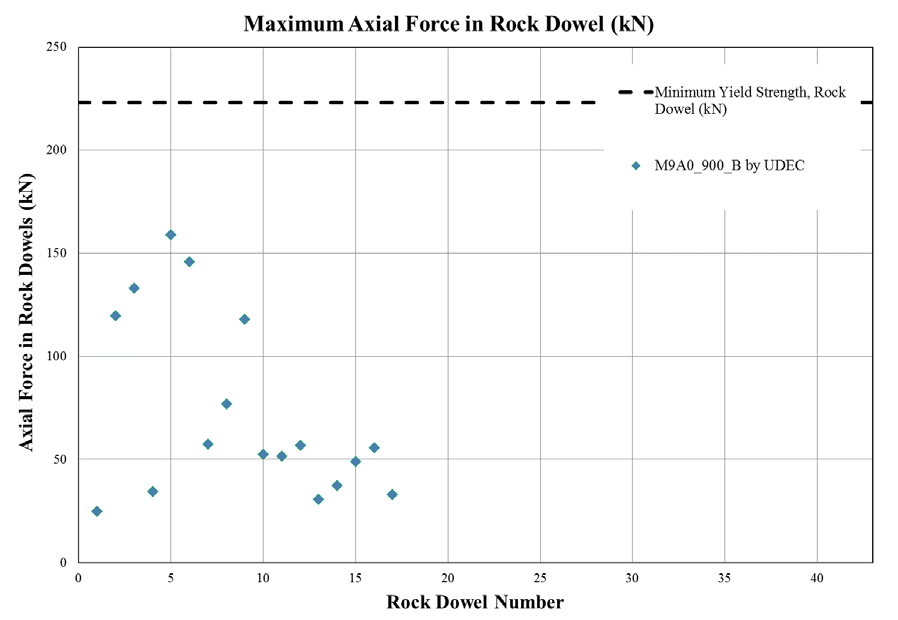 Maximum Axial Force in Rock Dowel (kN)
250
200
150
100
50
0
Axial Force in Rock Dowels (kN)
Minimum Yield Strength, Rock
Dowel (kN)
M9A0_900_B by UDEC
0 5 10 15 20 25 30 35 40
Rock Dowel Number